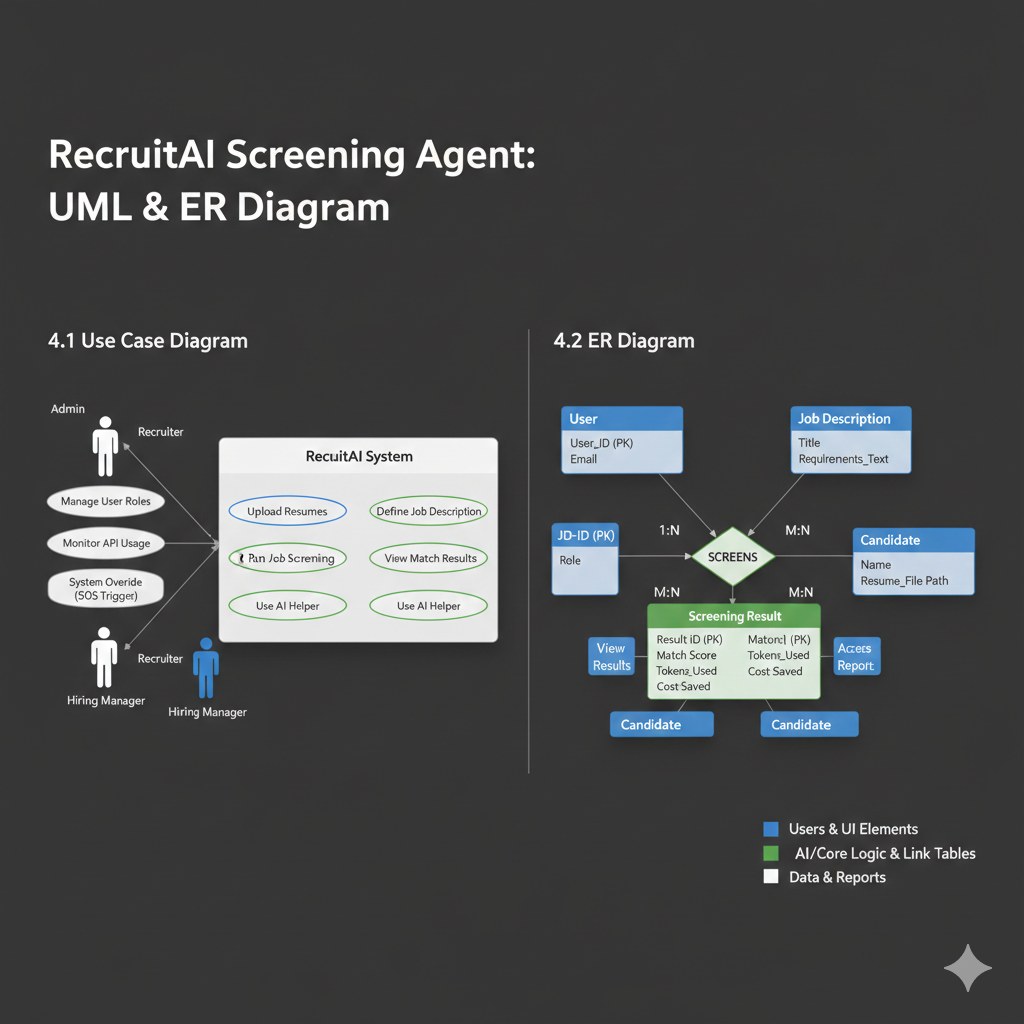 RecruitAI Screening Agent:
UML & ER Diagram
4.1 Use Case Diagram
Admin
Recruiter
Manage User Roles
Monitor API Usage
System Overide
(SOS Trigger)
Recruiter
Hiring Manager
Hiring Manager
RecuitAI System
Upload Resumes
Define Job Description
Job Screning
View Match Results
Use AI Helper
Use AI Helper
4.2 ER Diagram
User
User_ID (PK)
Email
Job Description
Title
Requirements_Text
JD-ID (PK)
Role
1:N
M:N
SCREENS
Candidate
Name
Resume_File Path
M:N
M:N
Screening Result
Result ID (PK)
(PK)
Match Score
Tokens_Used
Tokens_Used
Cost Saved
Cost Saved
View
Results
Report
Candidate
Candidate
Users & UI Elements
AI/Core Logic & Link Tables
Data & Reports